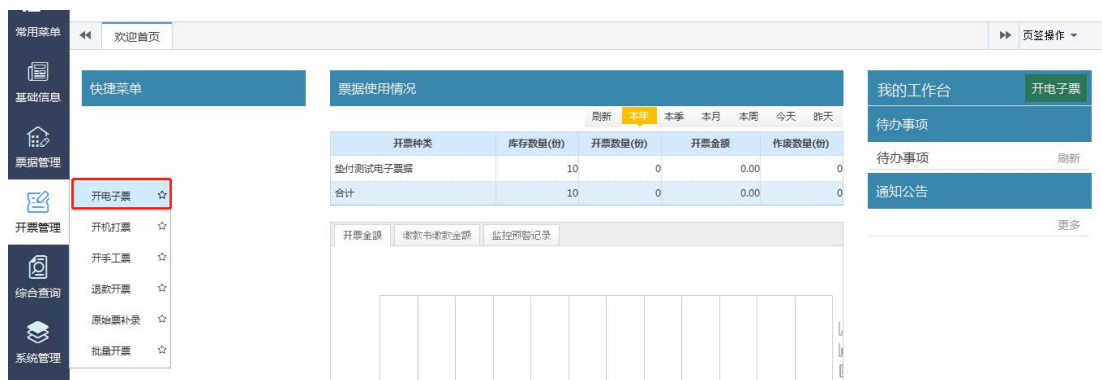 常用菜单
欢迎首页
页签操作
基础信息
票据管理
开票管理
综合查询
系统管理
开电子票
开机打票
开手工票
退款开票
原始票补录
批量开票
快捷菜单
票据使用情况
刷新 本年 本季 本月 本周 今天 昨天
开票种类 库存数量(份) 开票数量(份) 开票金额 作废数量(份)
垫付测试电子票据 10 0 0.00 0
合计 10 0 0.00 0
开票金额 缴款书缴款金额 监控预警记录
我的工作台 开电子票
待办事项
待办事项 刷新
通知公告
更多